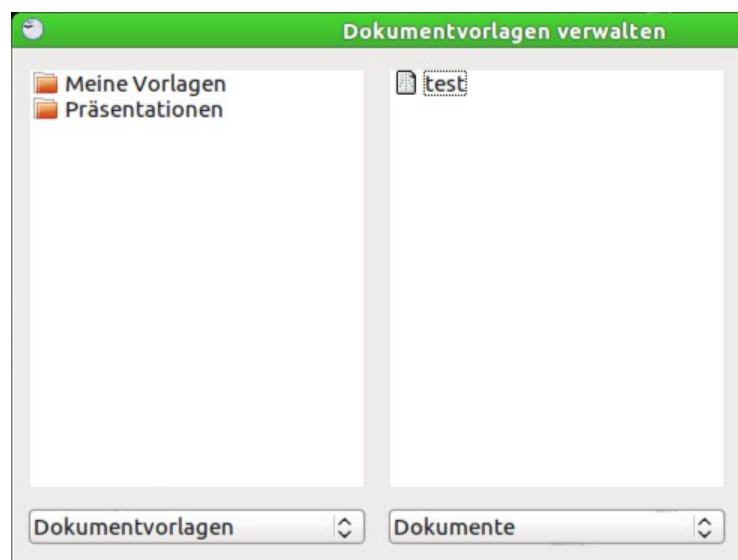 Dokumentvorlagen verwalten
Meine Vorlagen
Präsentationen
test
Dokumentvorlagen
Dokumente